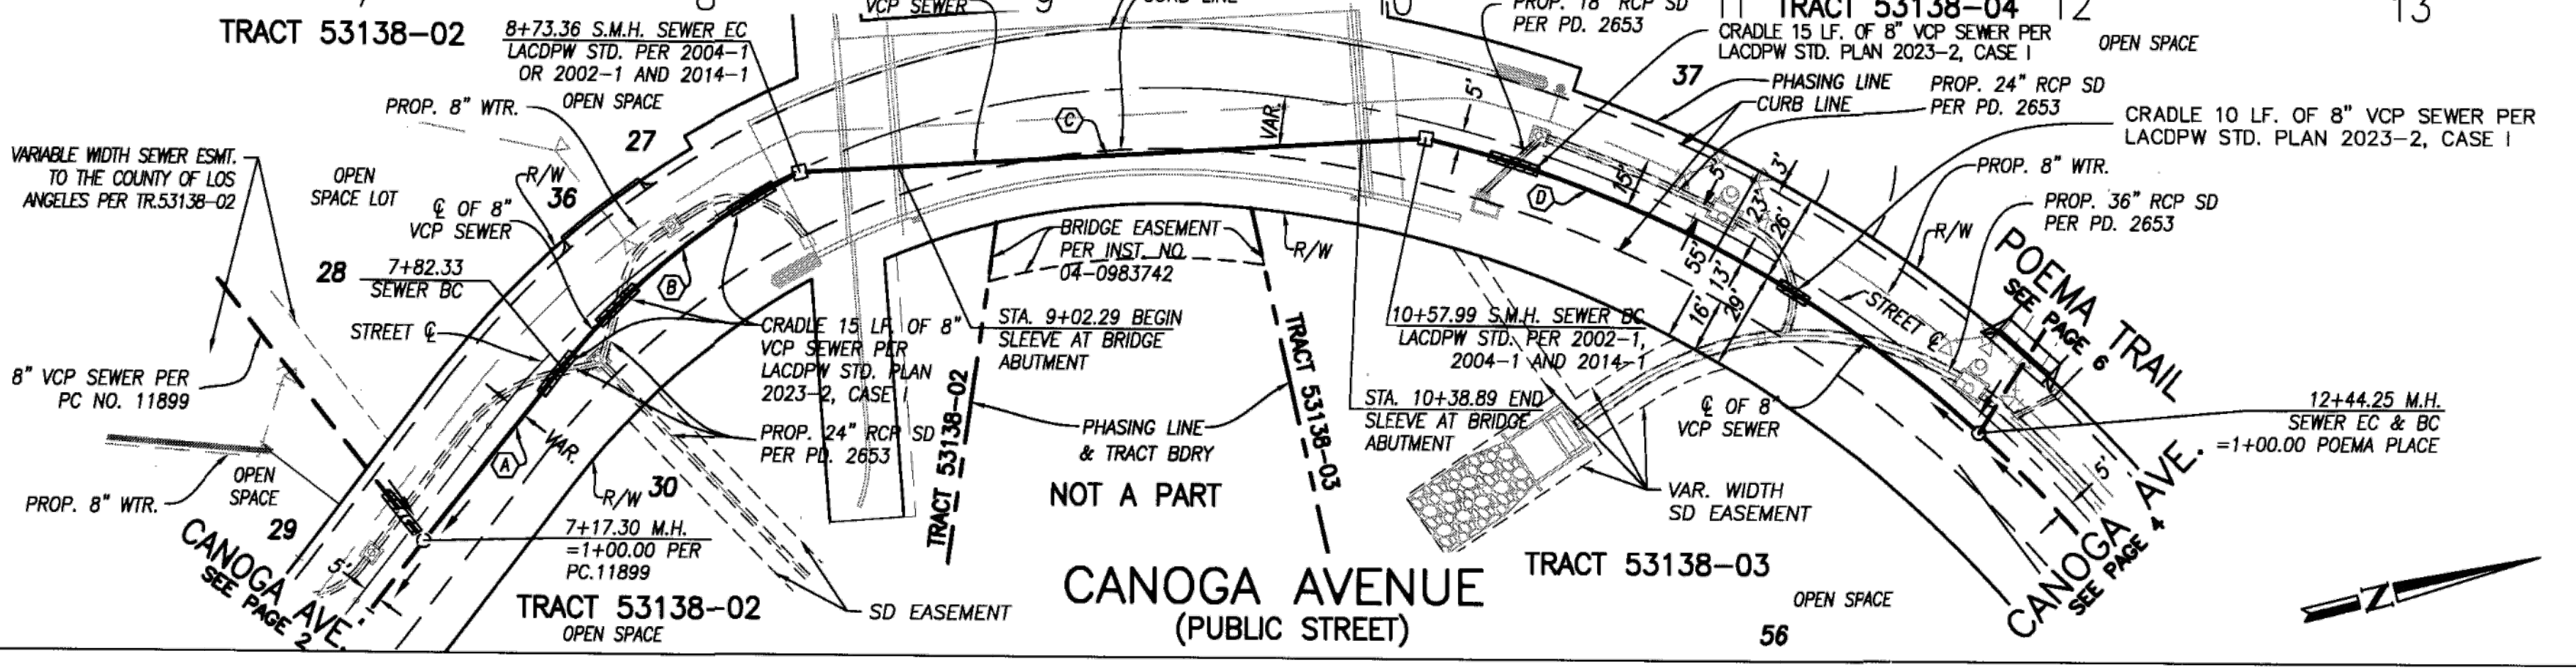 TRACT 53138-02
8+73.36 S.M.H. SEWER EC
LACDPW STD. PER 2004-1
OR 2002-1 AND 2014-1
OPEN SPACE
VCP SEWER
9
CURB LINE
10
PROP. 18" RCP SD
PER PD. 2653
11
TRACT 53138-04
12
13
CRADLE 15 LF. OF 8" VCP SEWER PER
LACDPW STD. PLAN 2023-2, CASE I
OPEN SPACE
37
PHASING LINE
CURB LINE
PROP. 24" RCP SD
PER PD. 2653
CRADLE 10 LF. OF 8" VCP SEWER PER
LACDPW STD. PLAN 2023-2, CASE I
PROP. 8" WTR.
PROP. 36" RCP SD
PER PD. 2653
R/W
POEMA TRAIL
SEE PAGE 6
PROP. 8" WTR.
27
VARIABLE WIDTH SEWER ESMT.
TO THE COUNTY OF LOS
ANGELES PER TR.53138-02
OPEN
SPACE LOT
R/W
36
℄ OF 8"
VCP SEWER
28
7+82.33
SEWER BC
STREET ℄
8" VCP SEWER PER
PC NO. 11899
PROP. 8" WTR.
OPEN
SPACE
29
CANOGA AVE.
SEE PAGE 2
5'
A
VAR.
B
C
VAR.
D
5'
15'
5'
3'
23'
26'
55'
13'
16'
29'
BRIDGE EASEMENT
PER INST. NO.
04-0983742
R/W
CRADLE 15 LF. OF 8"
VCP SEWER PER
LACDPW STD. PLAN
2023-2, CASE I
PROP. 24" RCP SD
PER PD. 2653
R/W
30
7+17.30 M.H.
=1+00.00 PER
PC.11899
TRACT 53138-02
OPEN SPACE
SD EASEMENT
STA. 9+02.29 BEGIN
SLEEVE AT BRIDGE
ABUTMENT
TRACT 53138-02
PHASING LINE
& TRACT BDRY
TRACT 53138-03
NOT A PART
10+57.99 S.M.H. SEWER BC
LACDPW STD. PER 2002-1,
2004-1 AND 2014-1
STA. 10+38.89 END
SLEEVE AT BRIDGE
ABUTMENT
℄ OF 8"
VCP SEWER
STREET ℄
12+44.25 M.H.
SEWER EC & BC
=1+00.00 POEMA PLACE
VAR. WIDTH
SD EASEMENT
5'
CANOGA AVE.
SEE PAGE 4
TRACT 53138-03
CANOGA AVENUE
(PUBLIC STREET)
OPEN SPACE
56
N